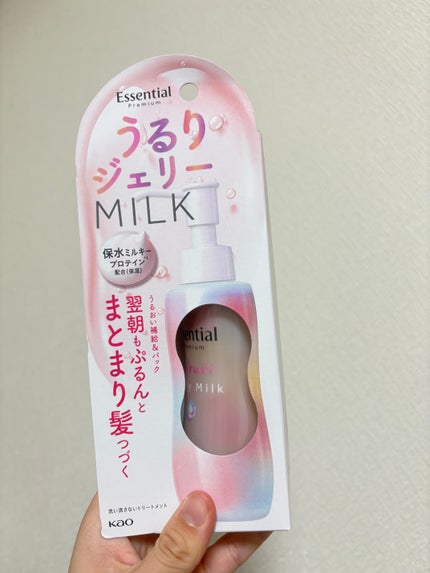 Essential
Premium
うるり
ジェリー
MILK
保水ミルキー
プロテイン
配合(保湿)
うるおい補給&パック
翌朝もぷるんと
まとまり髪つづく
ssential
emium
Milk
洗い流さないトリートメント
Kao